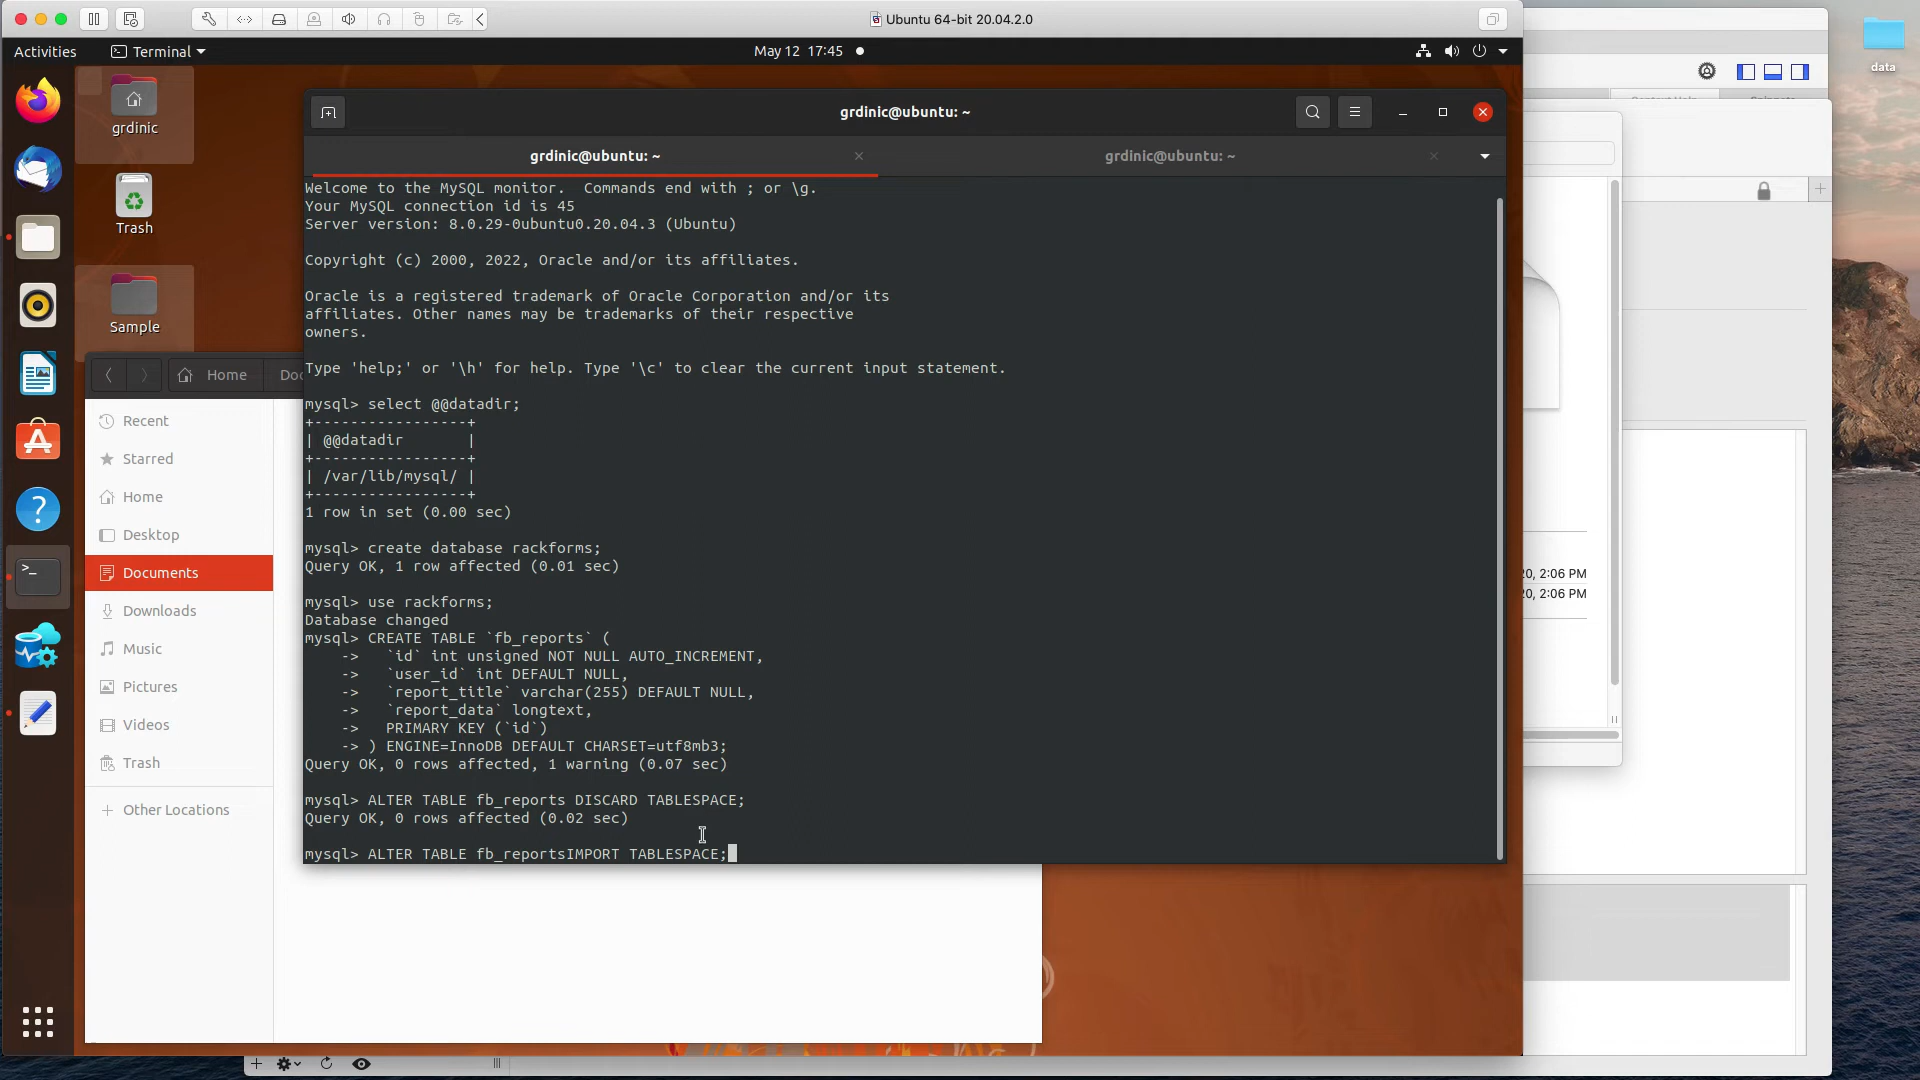 Ubuntu 64-bit 20.04.2.0
Activities
Terminal
May 12 17:45
data
grdinic
Trash
Sample
grdinic@ubuntu: ~
grdinic@ubuntu: ~
grdinic@ubuntu: ~
Welcome to the MySQL monitor.  Commands end with ; or \g.
Your MySQL connection id is 45
Server version: 8.0.29-0ubuntu0.20.04.3 (Ubuntu)
Copyright (c) 2000, 2022, Oracle and/or its affiliates.
Oracle is a registered trademark of Oracle Corporation and/or its
affiliates. Other names may be trademarks of their respective
owners.
Type 'help;' or '\h' for help. Type '\c' to clear the current input statement.
mysql> select @@datadir;
+-----------------+
| @@datadir       |
+-----------------+
| /var/lib/mysql/ |
+-----------------+
1 row in set (0.00 sec)
mysql> create database rackforms;
Query OK, 1 row affected (0.01 sec)
mysql> use rackforms;
Database changed
mysql> CREATE TABLE `fb_reports` (
    ->   `id` int unsigned NOT NULL AUTO_INCREMENT,
    ->   `user_id` int DEFAULT NULL,
    ->   `report_title` varchar(255) DEFAULT NULL,
    ->   `report_data` longtext,
    ->   PRIMARY KEY (`id`)
    -> ) ENGINE=InnoDB DEFAULT CHARSET=utf8mb3;
Query OK, 0 rows affected, 1 warning (0.07 sec)
mysql> ALTER TABLE fb_reports DISCARD TABLESPACE;
Query OK, 0 rows affected (0.02 sec)
mysql> ALTER TABLE fb_reportsIMPORT TABLESPACE;
Home
Doc
Recent
Starred
Home
Desktop
Documents
Downloads
Music
Pictures
Videos
Trash
+ Other Locations
20, 2:06 PM
20, 2:06 PM